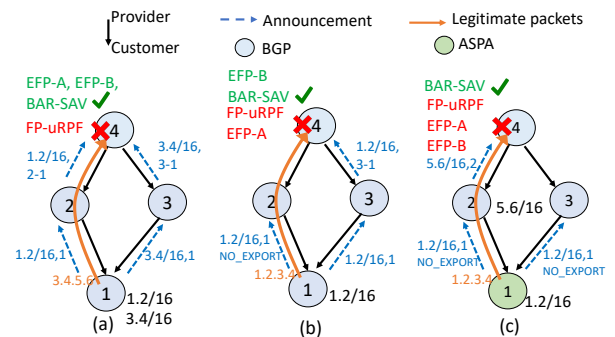 Provider
Customer
Announcement
BGP
Legitimate packets
ASPA
EFP-A, EFP-B,
BAR-SAV
FP-uRPF
4
1.2/16,
2-1
3.4/16,
3-1
2
3
1.2/16,1
3.4/16,1
3.4.5.6
1
1.2/16
3.4/16
(a)
EFP-B
BAR-SAV
FP-uRPF
EFP-A
4
1.2/16,
3-1
2
3
1.2/16,1
NO_EXPORT
1.2/16,1
1.2.3.4
1
1.2/16
(b)
BAR-SAV
FP-uRPF
EFP-A
EFP-B
4
5.6/16,2
2
5.6/16
3
1.2/16,1
NO_EXPORT
1.2/16,1
NO_EXPORT
1.2.3.4
1
1.2/16
(c)